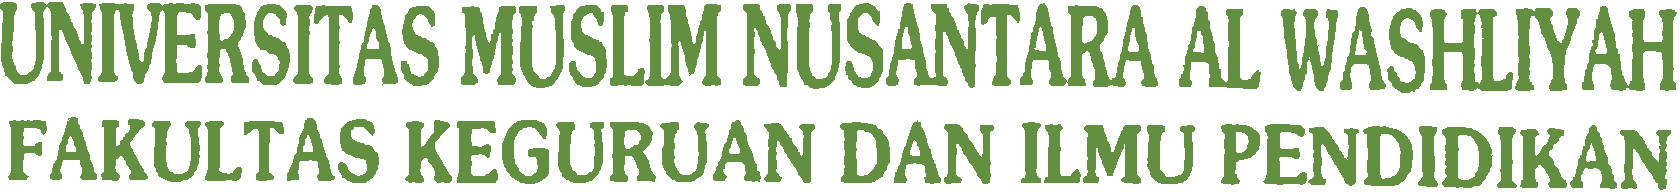 UNIVERSITAS MUSLIM NUSANTARA AL WASHLIYAH
FAKULTAS KEGURUAN DAN ILMU PENDIDIKAN